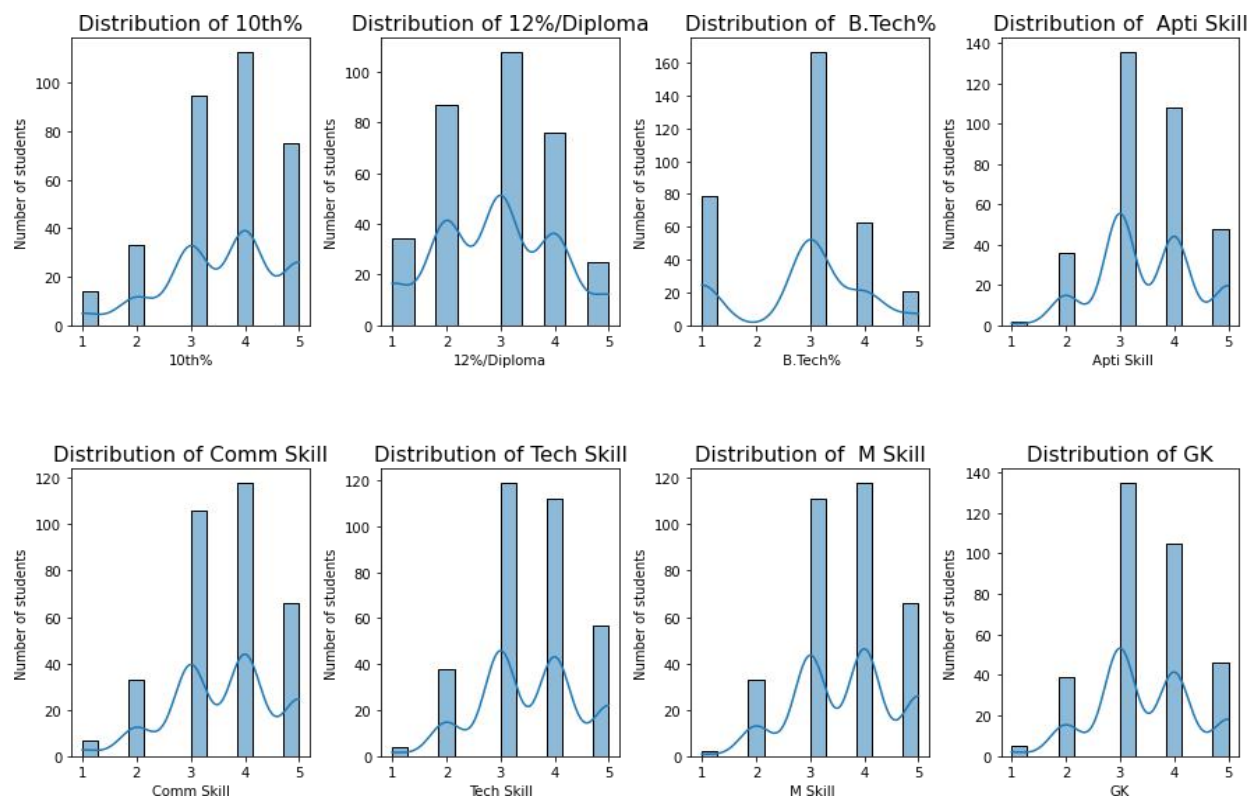 Distribution of 10th%
Number of students
100
80
60
40
20
0
1 2 3 4 5
10th%
Distribution of 12%/Diploma
Number of students
100
80
60
40
20
0
1 2 3 4 5
12%/Diploma
Distribution of  B.Tech%
Number of students
160
140
120
100
80
60
40
20
0
1 2 3 4 5
B.Tech%
Distribution of  Apti Skill
Number of students
140
120
100
80
60
40
20
0
1 2 3 4 5
Apti Skill
Distribution of Comm Skill
Number of students
120
100
80
60
40
20
0
1 2 3 4 5
Comm Skill
Distribution of Tech Skill
Number of students
120
100
80
60
40
20
0
1 2 3 4 5
Tech Skill
Distribution of  M Skill
Number of students
120
100
80
60
40
20
0
1 2 3 4 5
M Skill
Distribution of GK
Number of students
140
120
100
80
60
40
20
0
1 2 3 4 5
GK